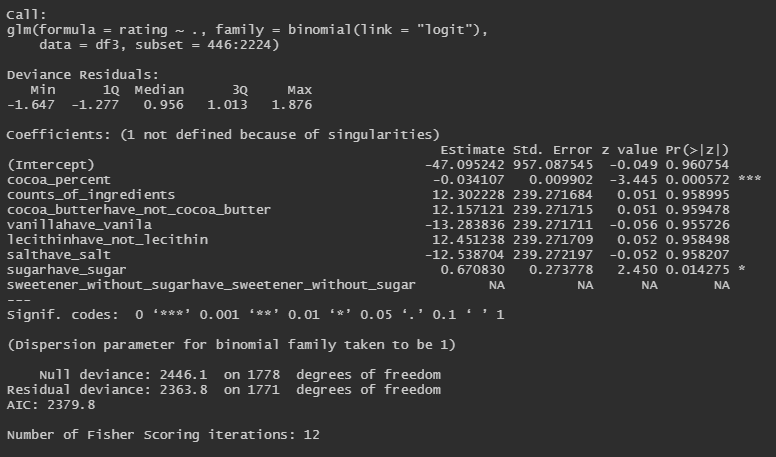 Call:
glm(formula = rating ~ ., family = binomial(link = "logit"),
    data = df3, subset = 446:2224)

Deviance Residuals:
   Min      1Q  Median      3Q     Max
-1.647  -1.277   0.956   1.013   1.876

Coefficients: (1 not defined because of singularities)
                                                   Estimate Std. Error z value Pr(>|z|)
(Intercept)                                      -47.095242 957.087545  -0.049 0.960754
cocoa_percent                                     -0.034107   0.009902  -3.445 0.000572 ***
counts_of_ingredients                             12.302228 239.271684   0.051 0.958995
cocoa_butterhave_not_cocoa_butter                 12.157121 239.271715   0.051 0.959478
vanillahave_vanila                               -13.283836 239.271711  -0.056 0.955726
lecithinhave_not_lecithin                         12.451238 239.271709   0.052 0.958498
salthave_salt                                    -12.538704 239.272197  -0.052 0.958207
sugarhave_sugar                                    0.670830   0.273778   2.450 0.014275 *
sweetener_without_sugarhave_sweetener_without_sugar        NA         NA      NA       NA
---
Signif. codes:  0 ‘***’ 0.001 ‘**’ 0.01 ‘*’ 0.05 ‘.’ 0.1 ‘ ’ 1

(Dispersion parameter for binomial family taken to be 1)

    Null deviance: 2446.1  on 1778  degrees of freedom
Residual deviance: 2363.8  on 1771  degrees of freedom
AIC: 2379.8

Number of Fisher Scoring iterations: 12